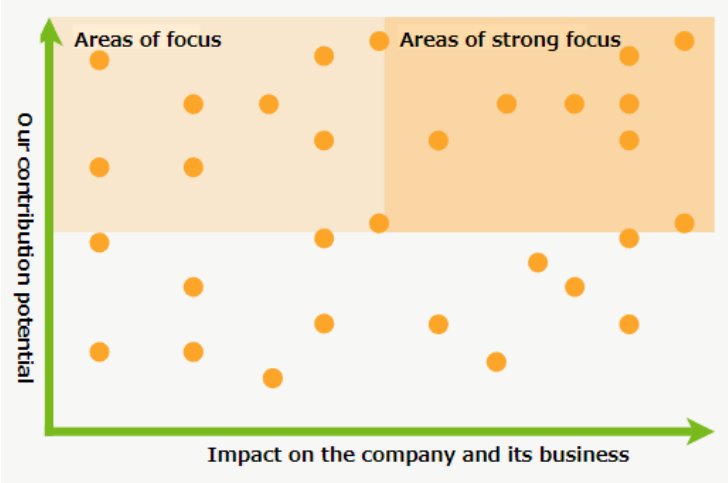 Areas of focus
Areas of strong focus
Our contribution potential
Impact on the company and its business